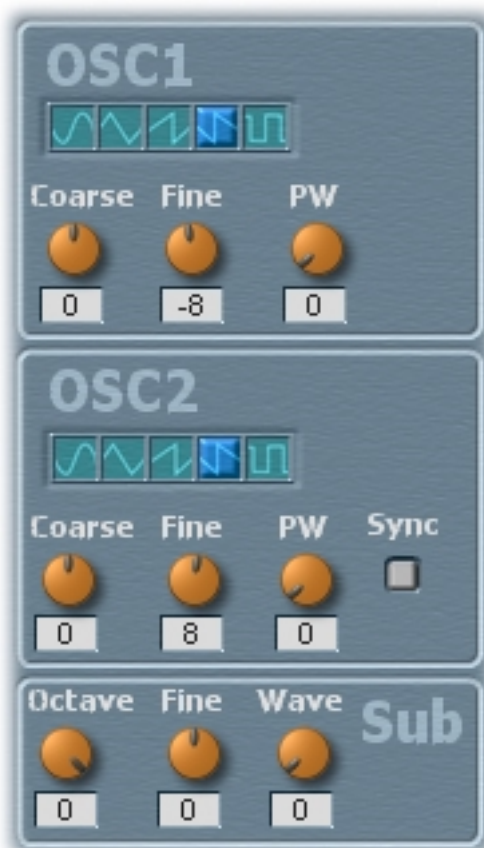 OSC1
Coarse Fine PW
0 -8 0
OSC2
Coarse Fine PW Sync
0 8 0
Octave Fine Wave Sub
0 0 0